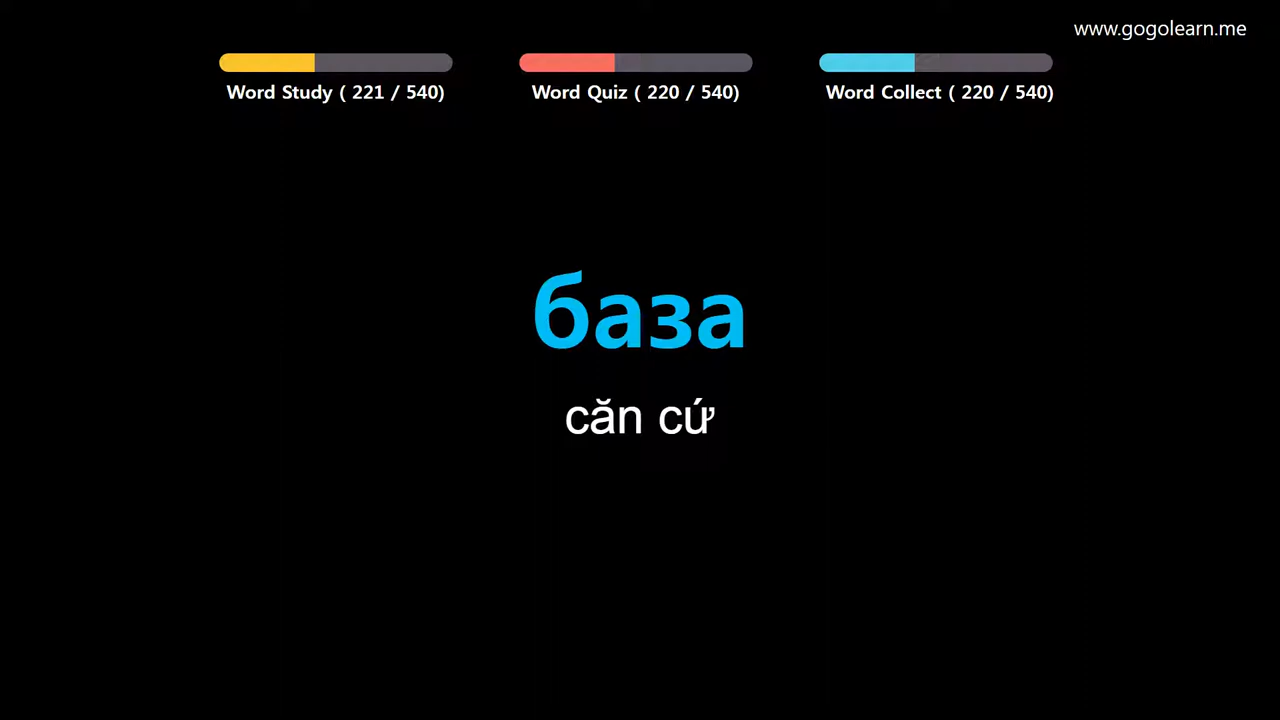 www.gogolearn.me
Word Study ( 221 / 540)
Word Quiz ( 220 / 540)
Word Collect ( 220 / 540)
база
căn cứ